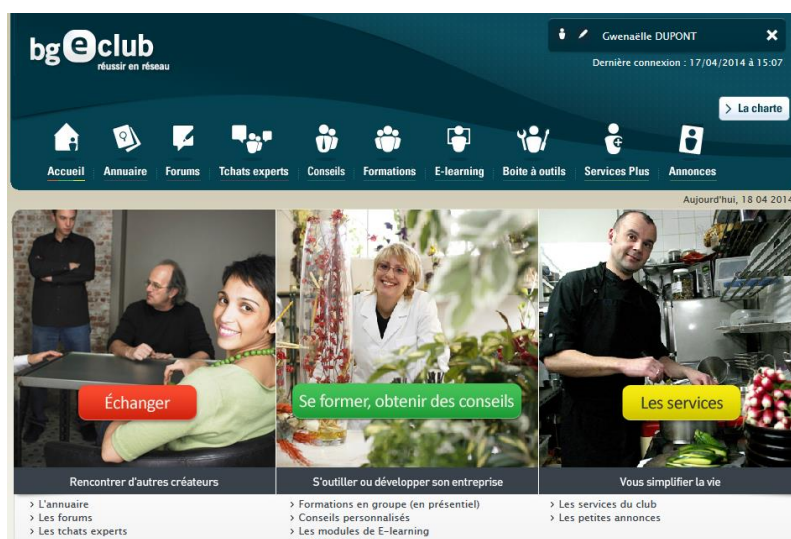 bg e club
réussir en réseau
Gwenaëlle DUPONT
Dernière connexion : 17/04/2014 à 15:07
> La charte
Accueil Annuaire Forums Tchats experts Conseils Formations E-learning Boite à outils Services Plus Annonces
Aujourd'hui, 18 04 2014
Échanger Se former, obtenir des conseils Les services
Rencontrer d'autres créateurs S'outiller ou développer son entreprise Vous simplifier la vie
> L'annuaire > Formations en groupe (en présentiel) > Les services du club
> Les forums > Conseils personnalisés > Les petites annonces
> Les tchats experts > Les modules de E-learning